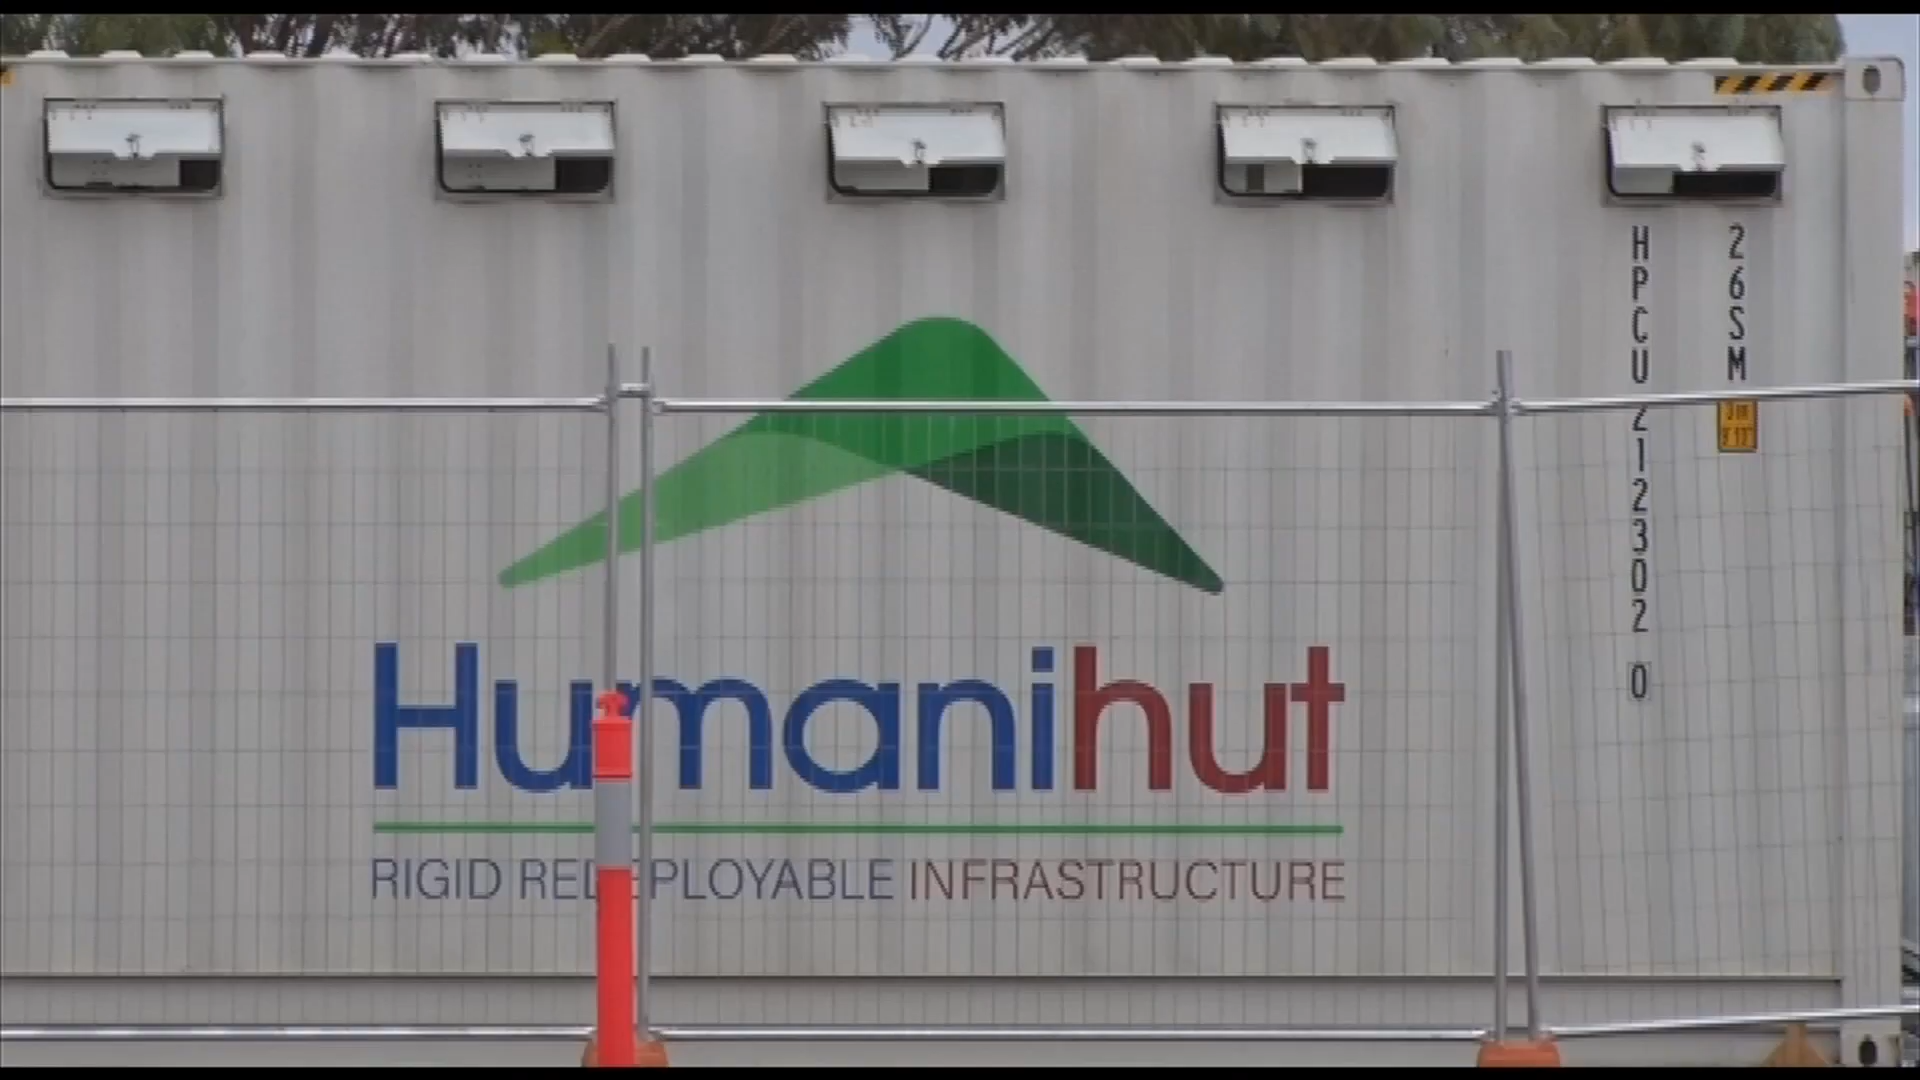 Humanihut
RIGID REDEPLOYABLE INFRASTRUCTURE
HPCU 212302 0
26SM